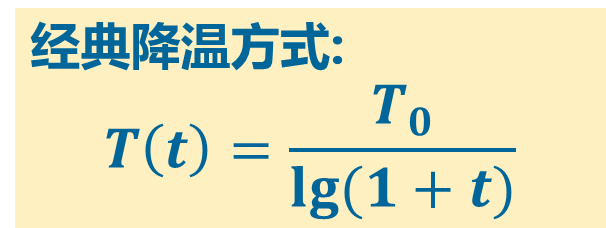 经典降温方式:
T(t) = T₀ / lg(1 + t)